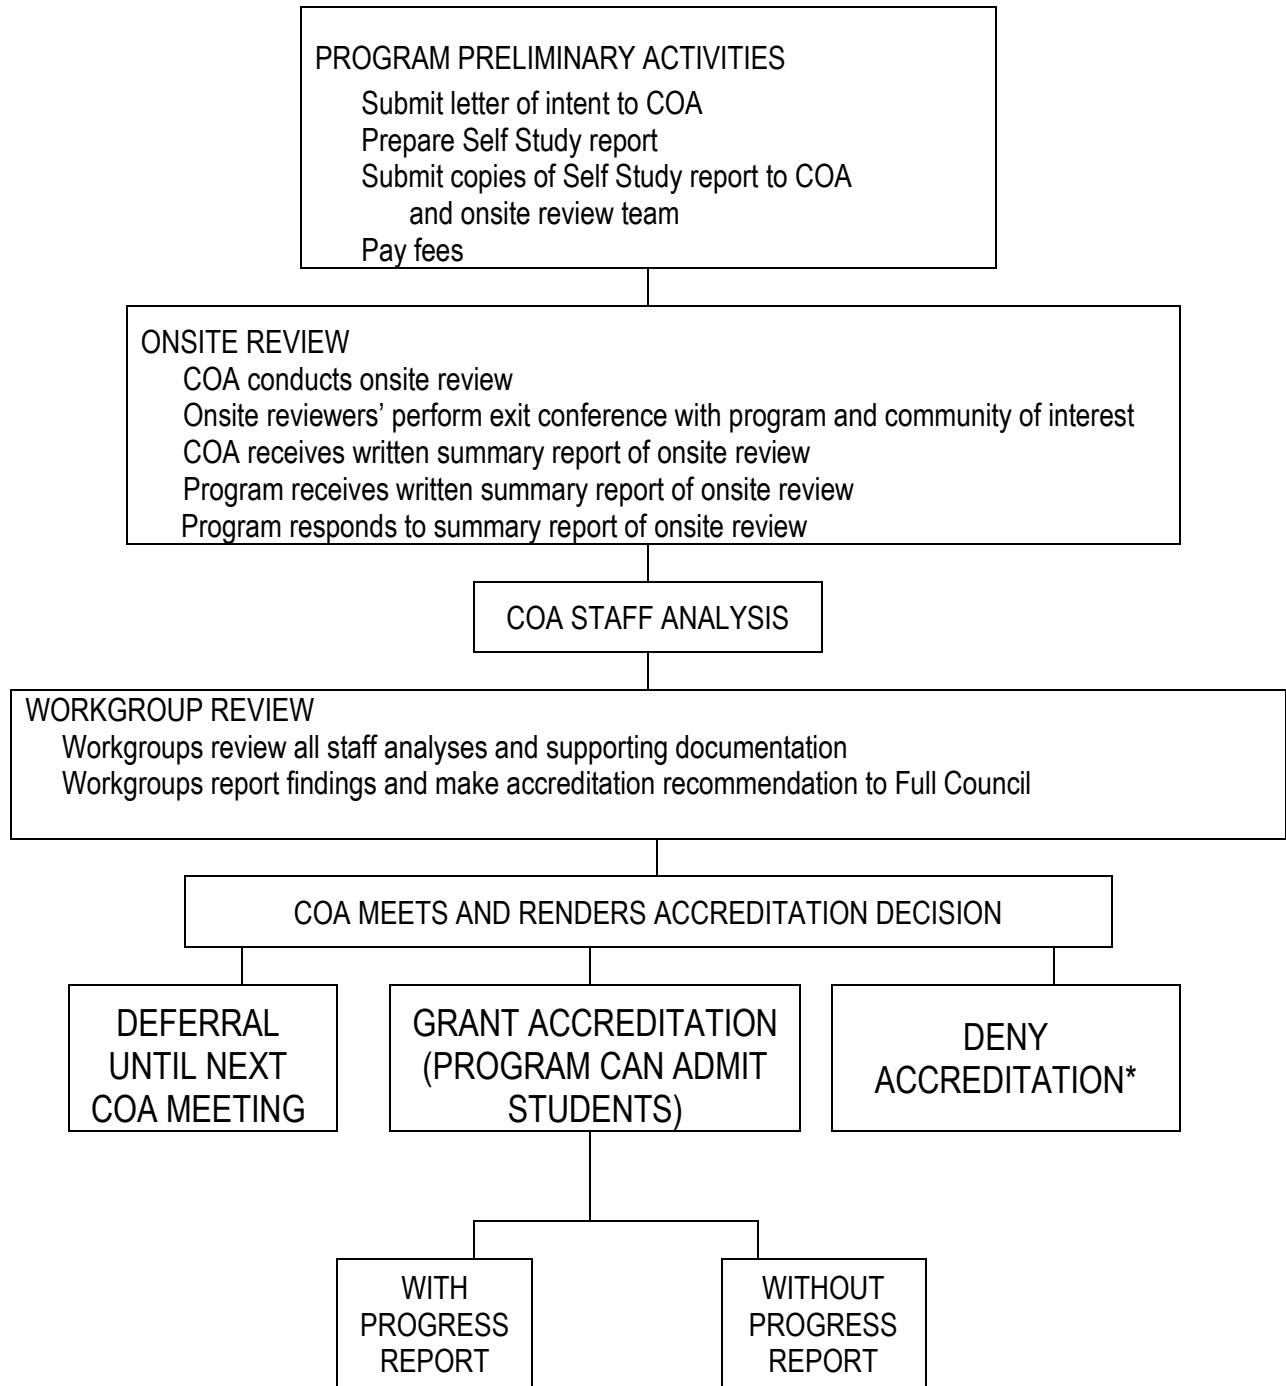 PROGRAM PRELIMINARY ACTIVITIES
Submit letter of intent to COA
Prepare Self Study report
Submit copies of Self Study report to COA
and onsite review team
Pay fees
ONSITE REVIEW
COA conducts onsite review
Onsite reviewers’ perform exit conference with program and community of interest
COA receives written summary report of onsite review
Program receives written summary report of onsite review
Program responds to summary report of onsite review
COA STAFF ANALYSIS
WORKGROUP REVIEW
Workgroups review all staff analyses and supporting documentation
Workgroups report findings and make accreditation recommendation to Full Council
COA MEETS AND RENDERS ACCREDITATION DECISION
DEFERRAL
UNTIL NEXT
COA MEETING
GRANT ACCREDITATION
(PROGRAM CAN ADMIT
STUDENTS)
DENY
ACCREDITATION*
WITH
PROGRESS
REPORT
WITHOUT
PROGRESS
REPORT